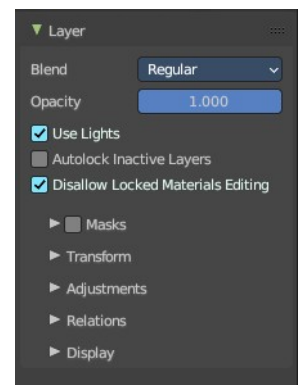 Layer
Blend Regular
Opacity 1.000
Use Lights
Autolock Inactive Layers
Disallow Locked Materials Editing
Masks
Transform
Adjustments
Relations
Display